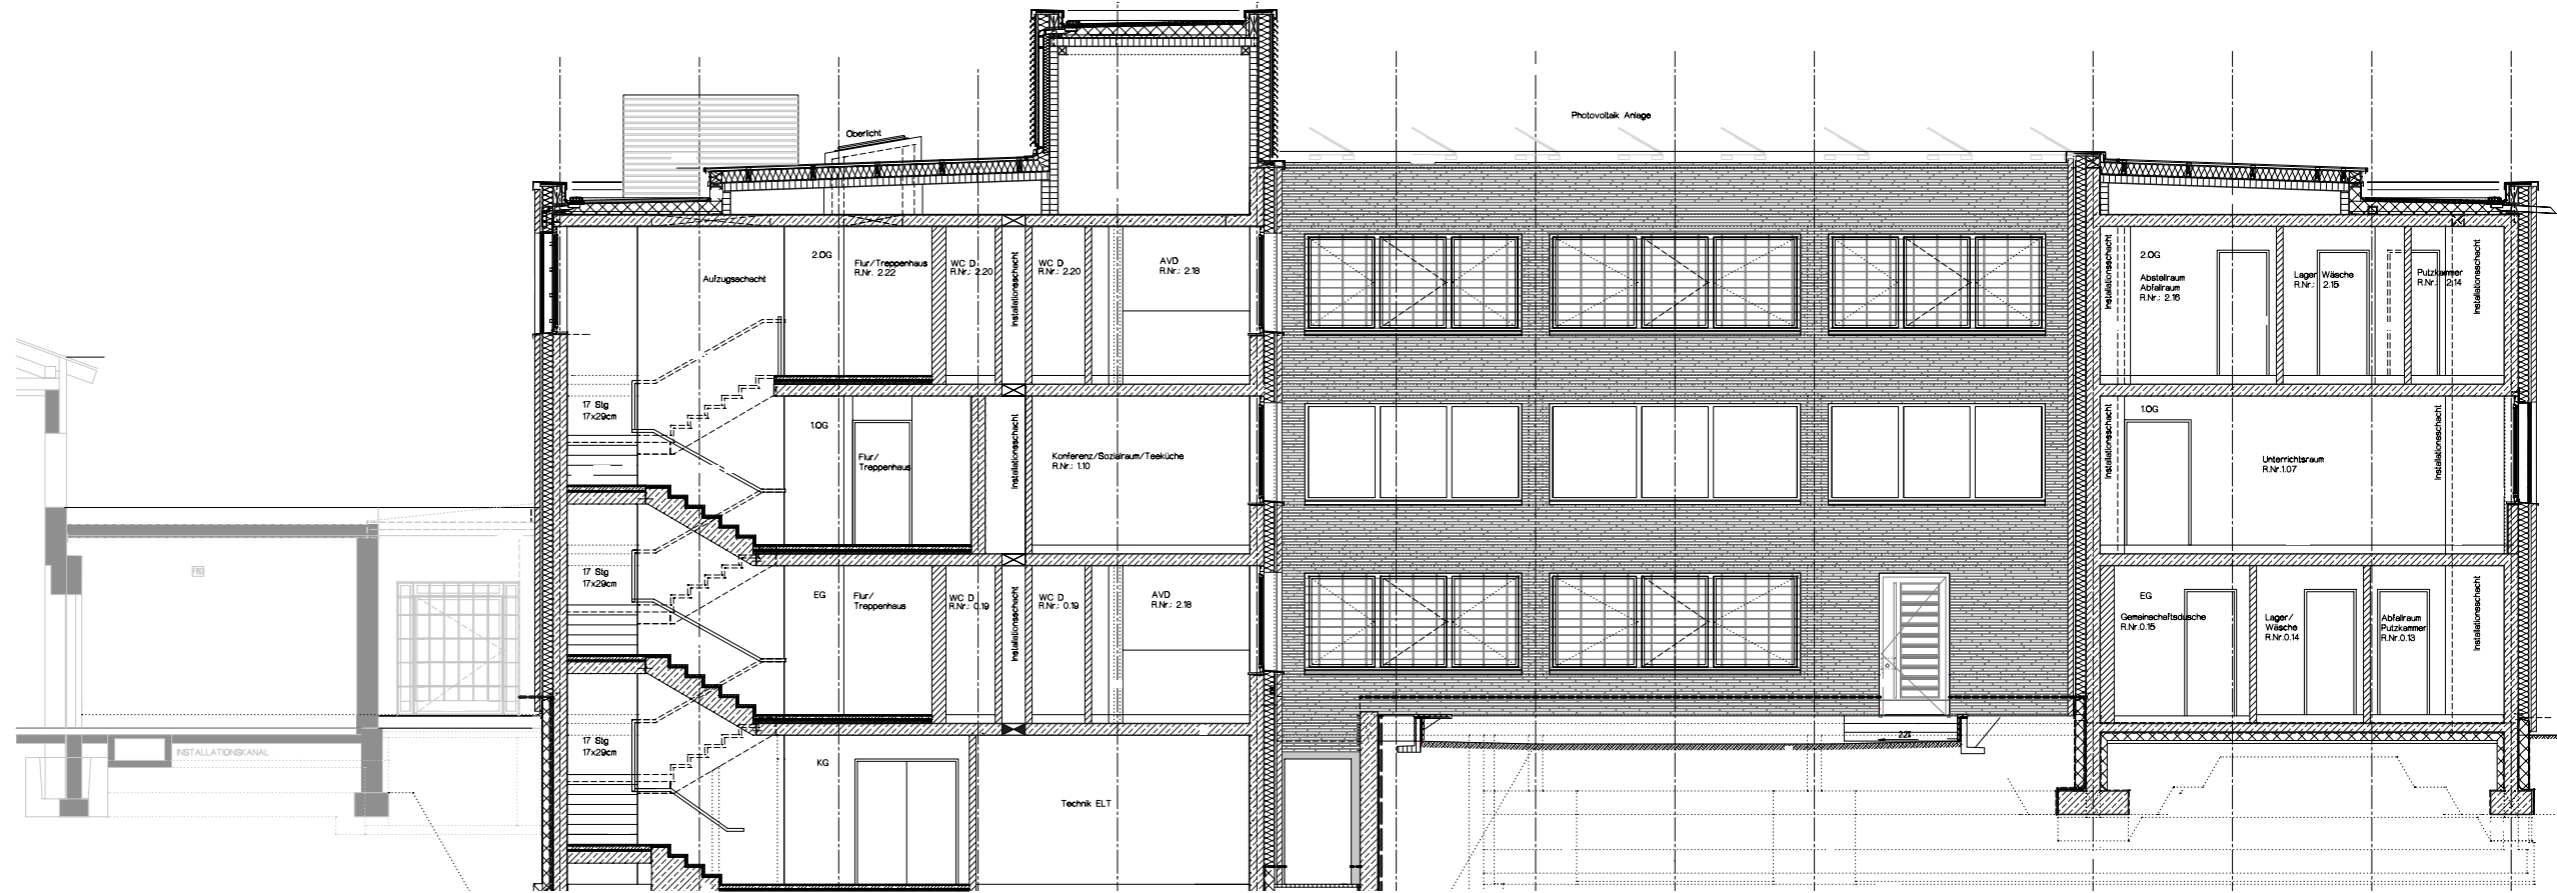 Photovoltaik Anlage
Oberlicht
Aufzugsschacht
2.OG
Flur/Treppenhaus
R.Nr. 2.22
WC D
R.Nr.: 2.20
Installationsschacht
WC D
R.Nr.: 2.20
AVD
R.Nr.: 2.18
Installationsschacht
2.OG
Abstellraum
Abfallraum
R.Nr.: 2.16
Lager Wäsche
R.Nr.: 2.15
Putzkammer
R.Nr.: 2.14
Installationsschacht
17 Stg
17x29cm
1.OG
Flur/
Treppenhaus
Installationsschacht
Konferenz/Sozialraum/Teeküche
R.Nr.: 1.10
Installationsschacht
1.OG
Unterrichtsraum
R.Nr.1.07
Installationsschacht
17 Stg
17x29cm
EG
Flur/
Treppenhaus
WC D
R.Nr.: 0.19
Installationsschacht
WC D
R.Nr.: 0.19
AVD
R.Nr.: 2.18
EG
Gemeinschaftsdusche
R.Nr.0.15
Lager/
Wäsche
R.Nr.0.14
Abfallraum
Putzkammer
R.Nr.0.13
Installationsschacht
INSTALLATIONSKANAL
17 Stg
17x29cm
KG
Technik ELT